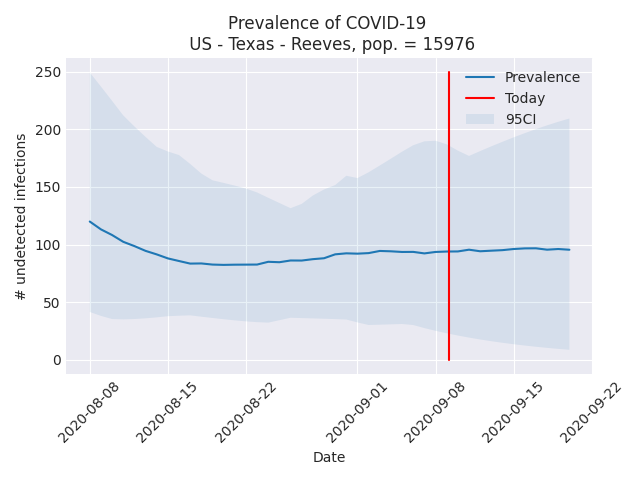 Prevalence of COVID-19
US - Texas - Reeves, pop. = 15976
250
200
150
100
50
0
# undetected infections
Prevalence
Today
95CI
2020-08-08
2020-08-15
2020-08-22
2020-09-01
2020-09-08
2020-09-15
2020-09-22
Date